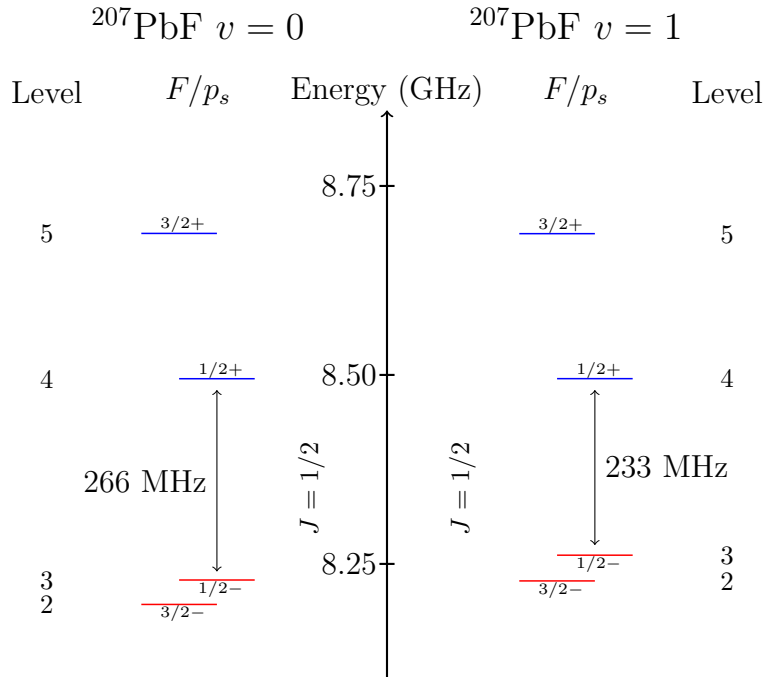 ²⁰⁷PbF v = 0
²⁰⁷PbF v = 1
Level
F/pₛ
Energy (GHz)
F/pₛ
Level
8.75
5
3/2+
3/2+
5
4
1/2+
8.50
1/2+
4
266 MHz
J = 1/2
J = 1/2
233 MHz
8.25
3
1/2−
1/2−
3
2
3/2−
3/2−
2